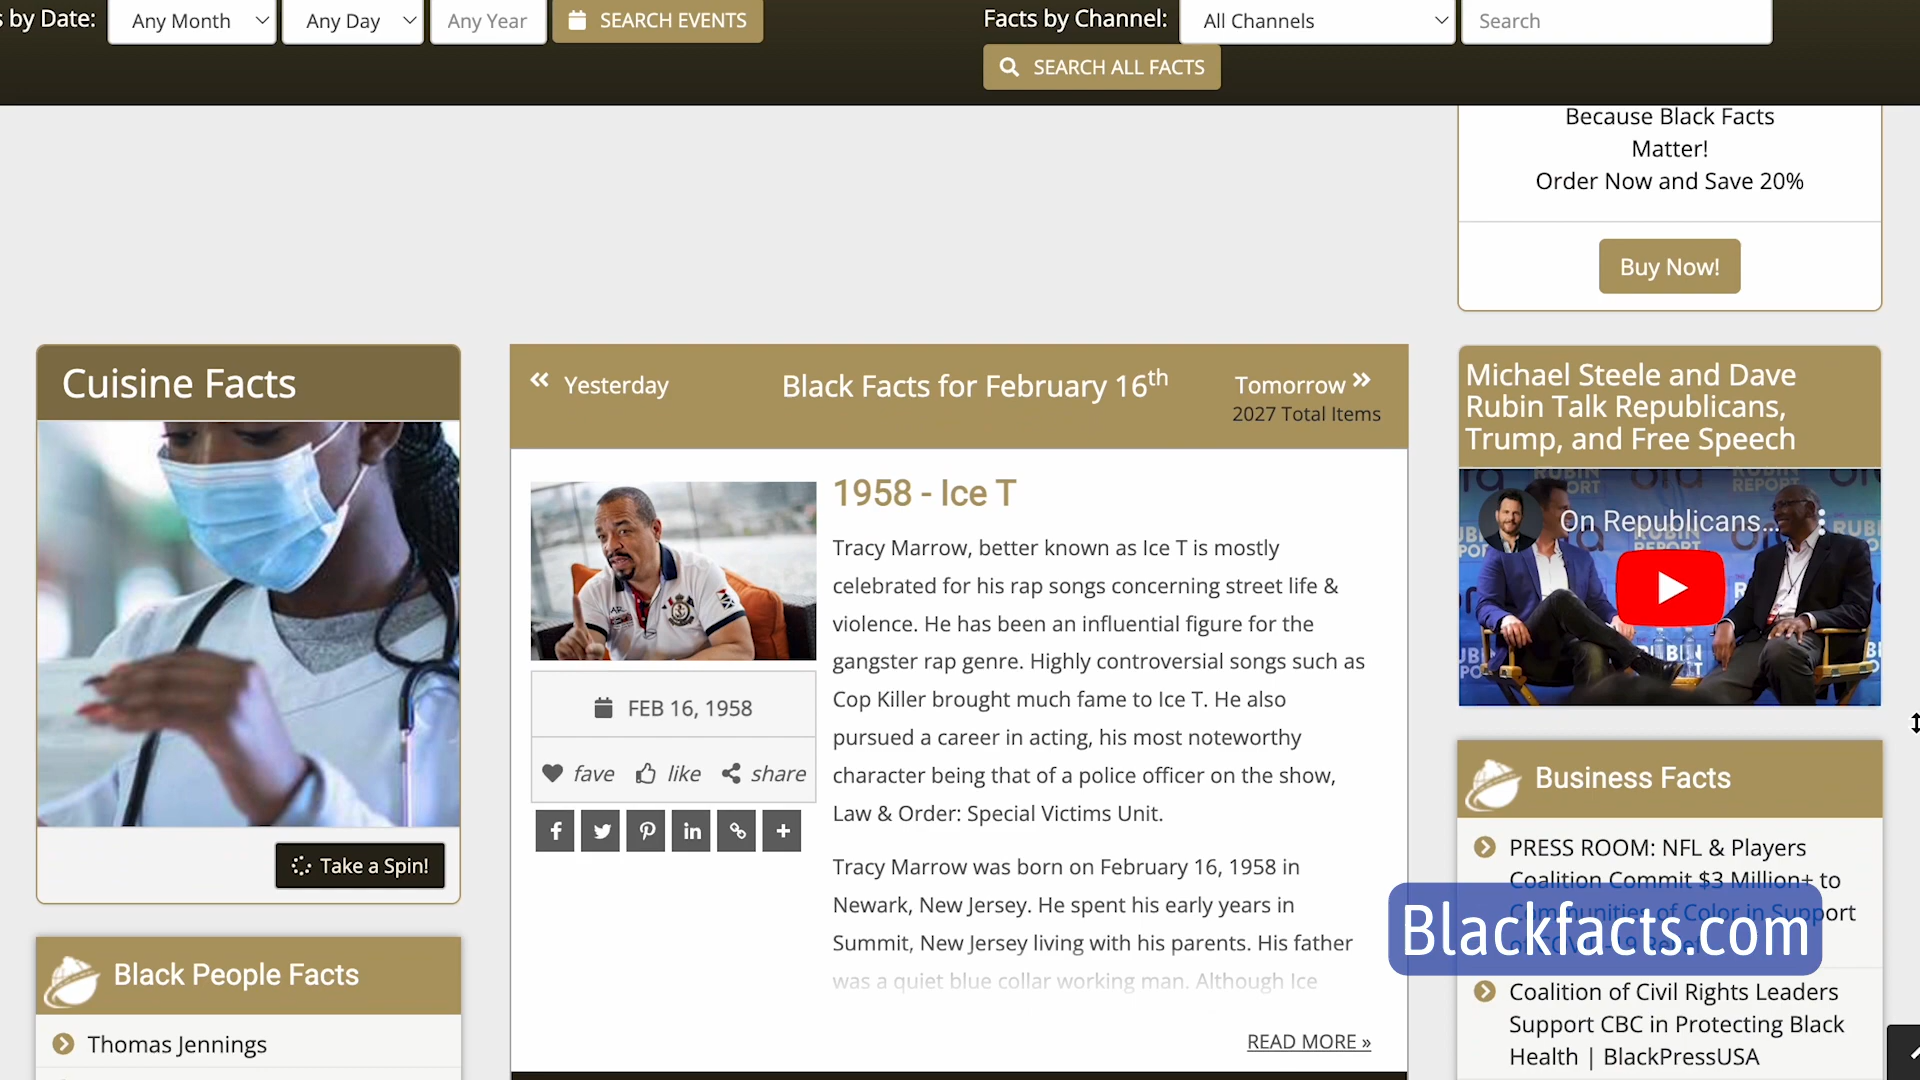 s by Date:
Any Month
Any Day
Any Year
SEARCH EVENTS
Facts by Channel:
All Channels
Search
SEARCH ALL FACTS
Because Black Facts
Matter!
Order Now and Save 20%
Buy Now!
Cuisine Facts
Take a Spin!
Black People Facts
Thomas Jennings
« Yesterday
Black Facts for February 16th
Tomorrow »
2027 Total Items
FEB 16, 1958
fave
like
share
1958 - Ice T
Tracy Marrow, better known as Ice T is mostly
celebrated for his rap songs concerning street life &
violence. He has been an influential figure for the
gangster rap genre. Highly controversial songs such as
Cop Killer brought much fame to Ice T. He also
pursued a career in acting, his most noteworthy
character being that of a police officer on the show,
Law & Order: Special Victims Unit.
Tracy Marrow was born on February 16, 1958 in
Newark, New Jersey. He spent his early years in
Summit, New Jersey living with his parents. His father
was a quiet blue collar working man. Although Ice
READ MORE »
Michael Steele and Dave
Rubin Talk Republicans,
Trump, and Free Speech
On Republicans...
RUBIN
REPORT
Business Facts
PRESS ROOM: NFL & Players
Coalition Commit $3 Million+ to
Communities of Color in Support
of COVID-19 Relief
Blackfacts.com
Coalition of Civil Rights Leaders
Support CBC in Protecting Black
Health | BlackPressUSA